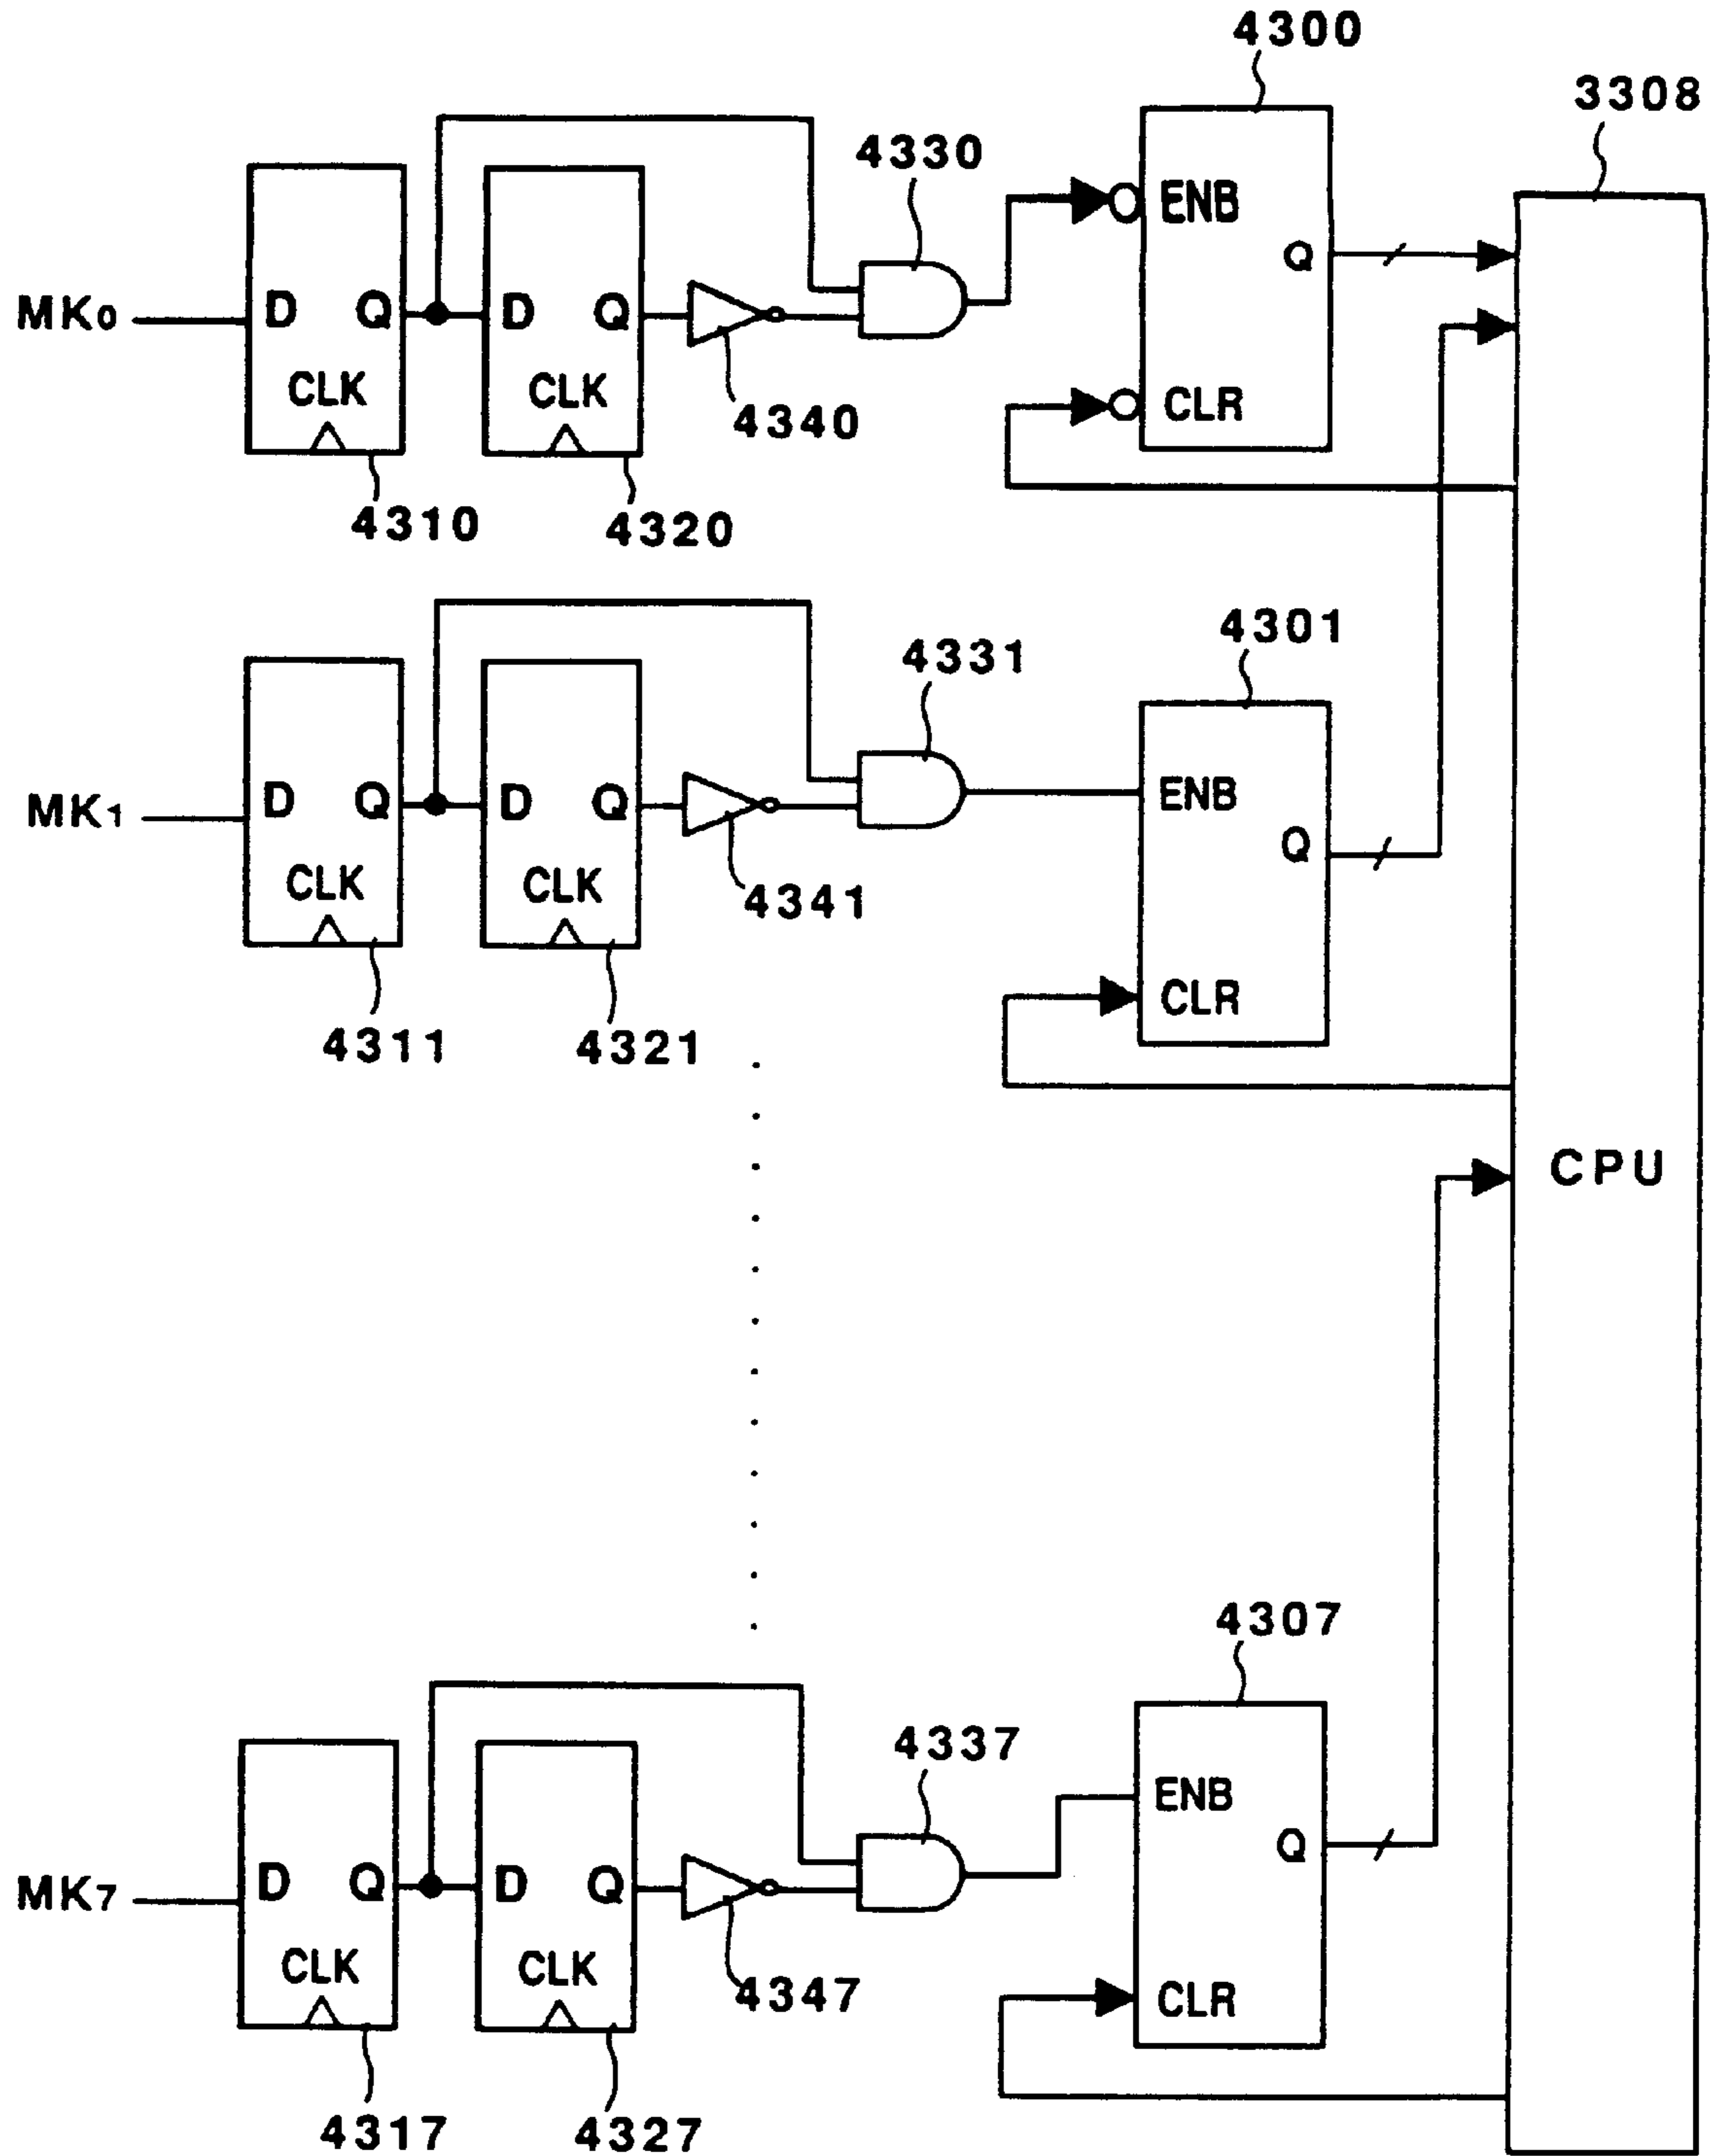 4300
3308
4330
ENB
Q
MK0
D Q
D Q
CLK
CLK
CLR
4340
4310
4320
4301
4331
ENB
MK1
D Q
D Q
Q
CLK
CLK
4341
CLR
4311
4321
CPU
4307
4337
ENB
Q
MK7
D Q
D Q
CLK
CLK
4347
CLR
4317
4327